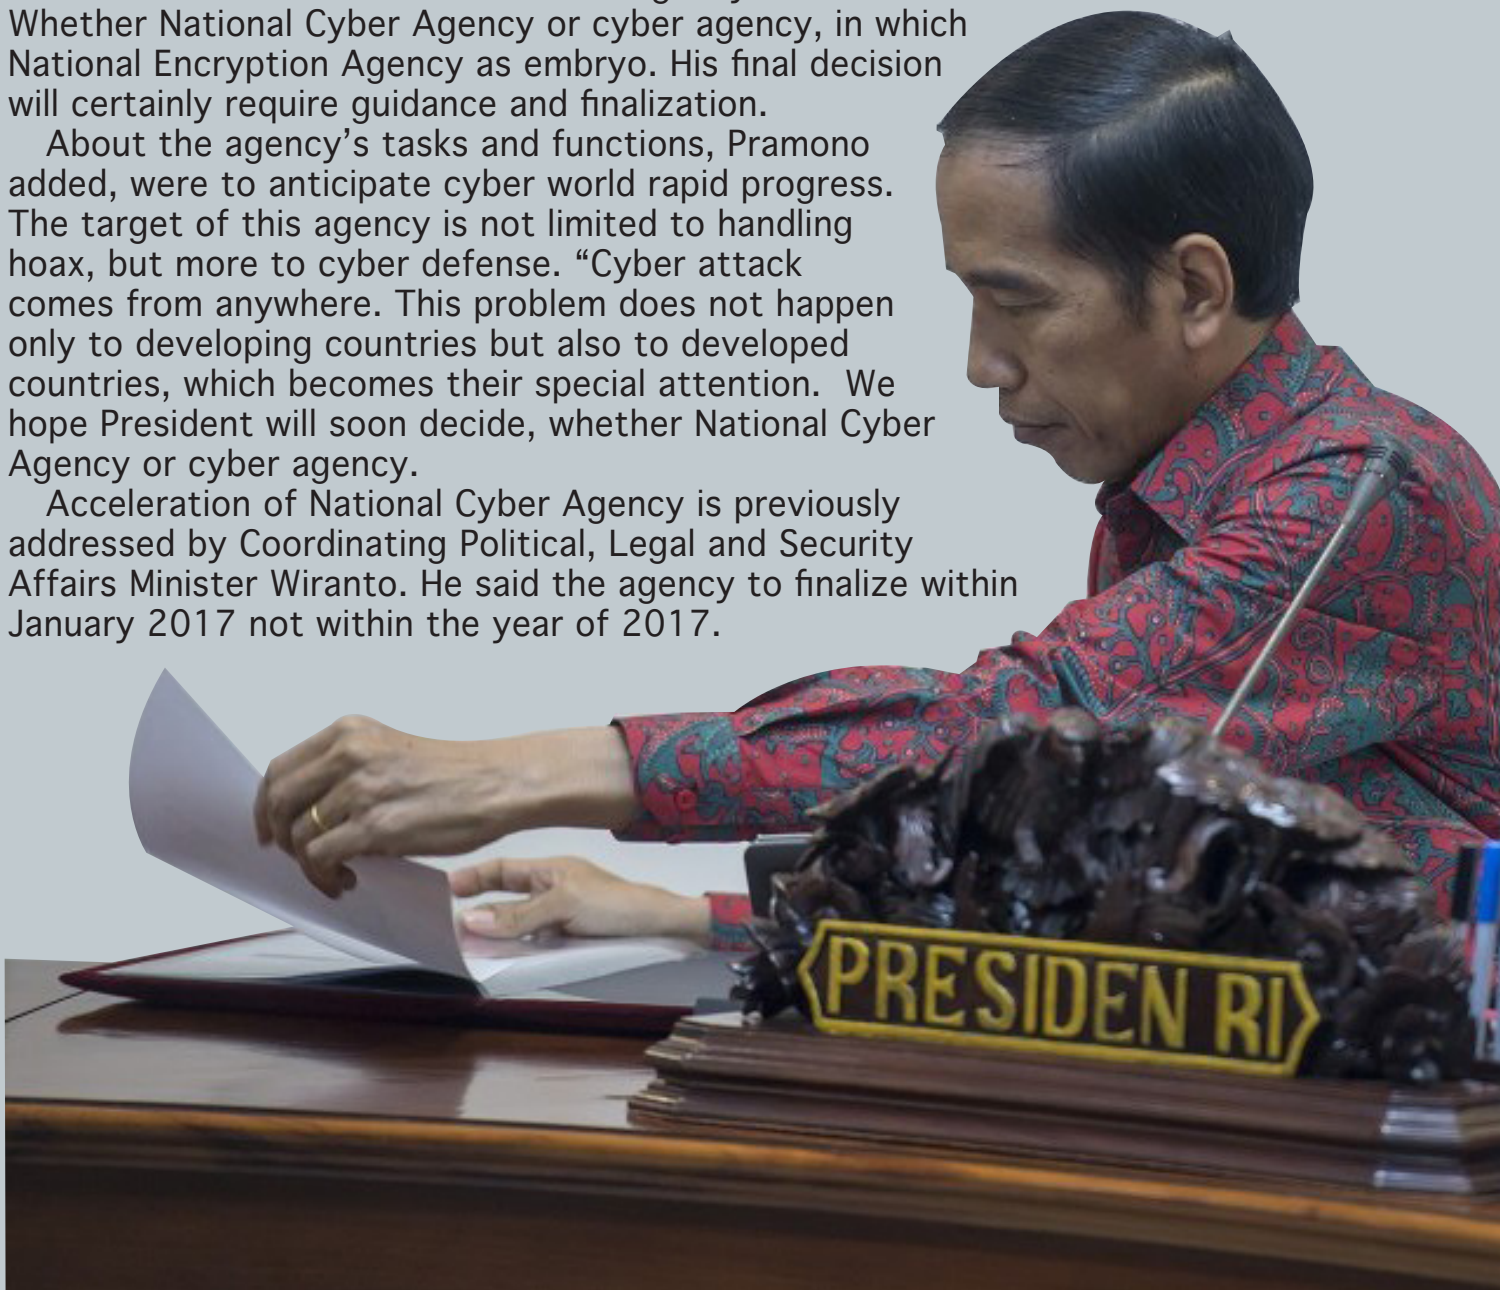 Whether National Cyber Agency or cyber agency, in which
National Encryption Agency as embryo. His final decision
will certainly require guidance and finalization.
About the agency’s tasks and functions, Pramono
added, were to anticipate cyber world rapid progress.
The target of this agency is not limited to handling
hoax, but more to cyber defense. “Cyber attack
comes from anywhere. This problem does not happen
only to developing countries but also to developed
countries, which becomes their special attention.  We
hope President will soon decide, whether National Cyber
Agency or cyber agency.
Acceleration of National Cyber Agency is previously
addressed by Coordinating Political, Legal and Security
Affairs Minister Wiranto. He said the agency to finalize within
January 2017 not within the year of 2017.
PRESIDEN RI